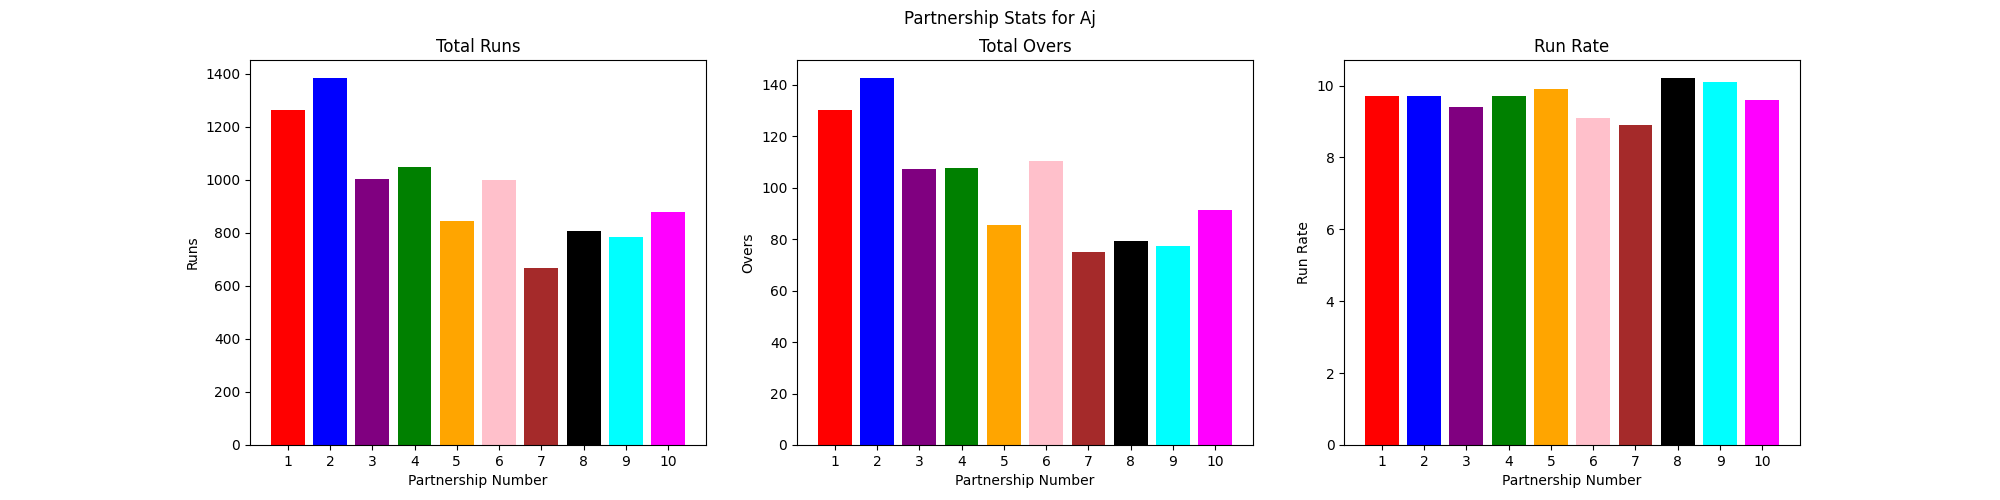 Partnership Stats for Aj
Total Runs
1400
1200
1000
800
600
400
200
0
Runs
1 2 3 4 5 6 7 8 9 10
Partnership Number
Total Overs
140
120
100
80
60
40
20
0
Overs
1 2 3 4 5 6 7 8 9 10
Partnership Number
Run Rate
10
8
6
4
2
0
Run Rate
1 2 3 4 5 6 7 8 9 10
Partnership Number